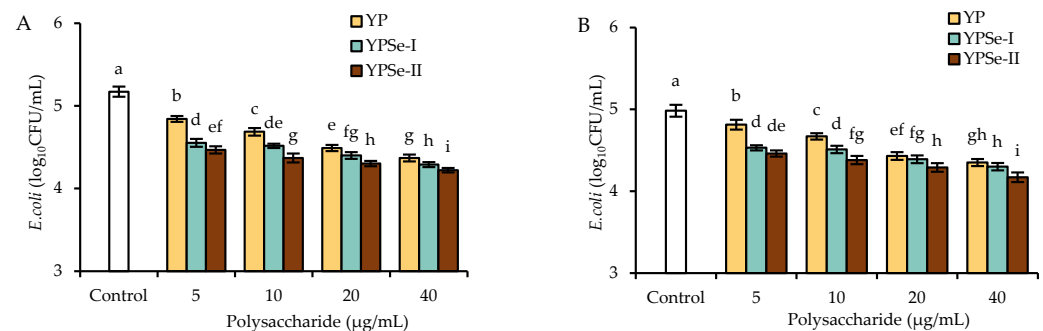 A
6
5
4
3
E.coli (log₁₀CFU/mL)
YP
YPSe-I
YPSe-II
a
b
d
ef
c
de
g
e
fg
h
g
h
i
Control
5
10
20
40
Polysaccharide (μg/mL)
B
6
5
4
3
E.coli (log₁₀CFU/mL)
YP
YPSe-I
YPSe-II
a
b
d
de
c
d
fg
ef
fg
h
gh
h
i
Control
5
10
20
40
Polysaccharide (μg/mL)